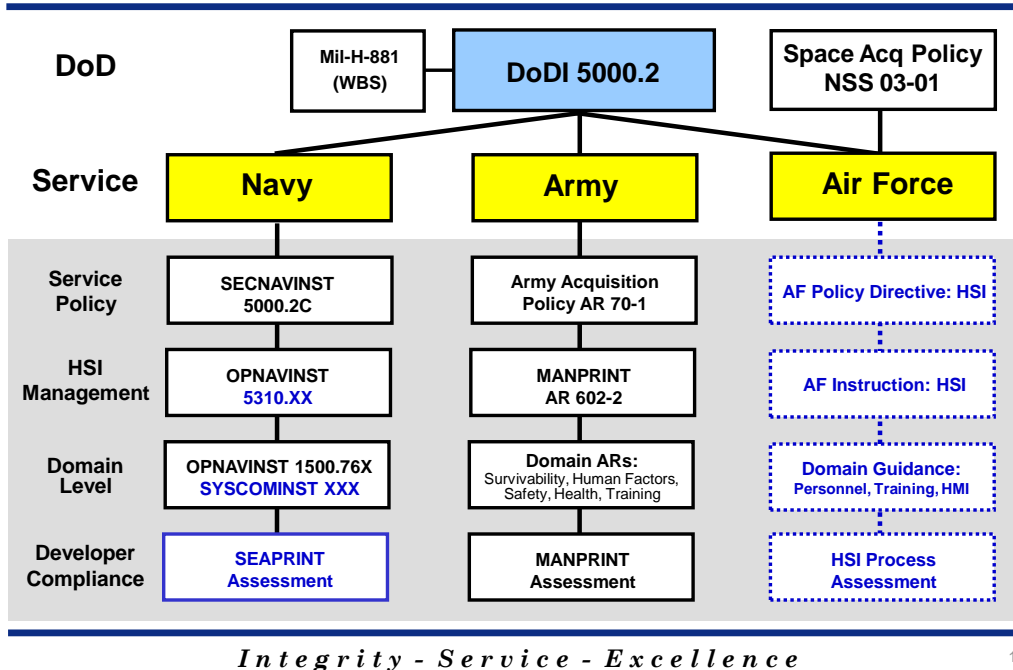 DoD
Mil-H-881
(WBS)
DoDI 5000.2
Space Acq Policy
NSS 03-01
Service
Navy
Army
Air Force
Service
Policy
SECNAVINST
5000.2C
Army Acquisition
Policy AR 70-1
AF Policy Directive: HSI
HSI
Management
OPNAVINST
5310.XX
MANPRINT
AR 602-2
AF Instruction: HSI
Domain
Level
OPNAVINST 1500.76X
SYSCOMINST XXX
Domain ARs:
Survivability, Human Factors,
Safety, Health, Training
Domain Guidance:
Personnel, Training, HMI
Developer
Compliance
SEAPRINT
Assessment
MANPRINT
Assessment
HSI Process
Assessment
Integrity - Service - Excellence
1